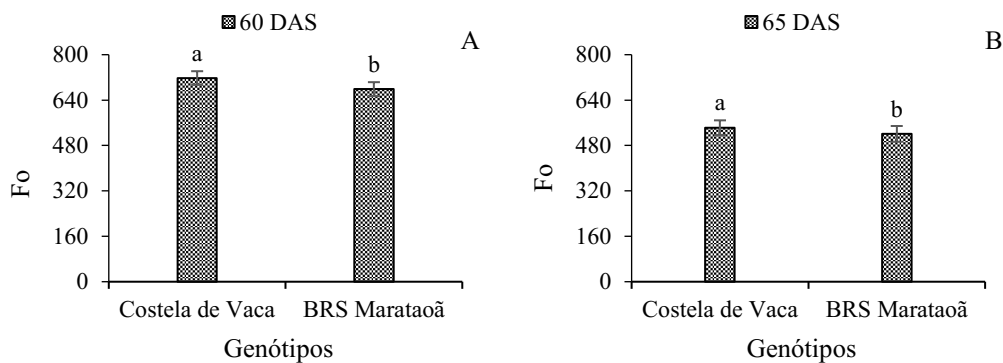 60 DAS
A
800
640
480
320
160
0
Fo
a
b
Costela de Vaca
BRS Marataoã
Genótipos
65 DAS
B
800
640
480
320
160
0
Fo
a
b
Costela de Vaca
BRS Marataoã
Genótipos